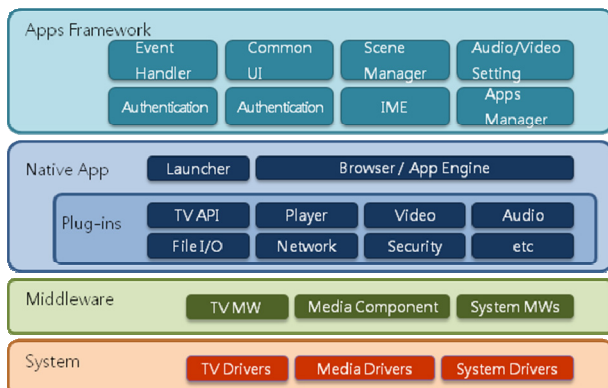 Apps Framework
Event Handler
Common UI
Scene Manager
Audio/Video Setting
Authentication
Authentication
IME
Apps Manager
Native App
Launcher
Browser / App Engine
Plug-ins
TV API
Player
Video
Audio
File I/O
Network
Security
etc
Middleware
TV MW
Media Component
System MWs
System
TV Drivers
Media Drivers
System Drivers